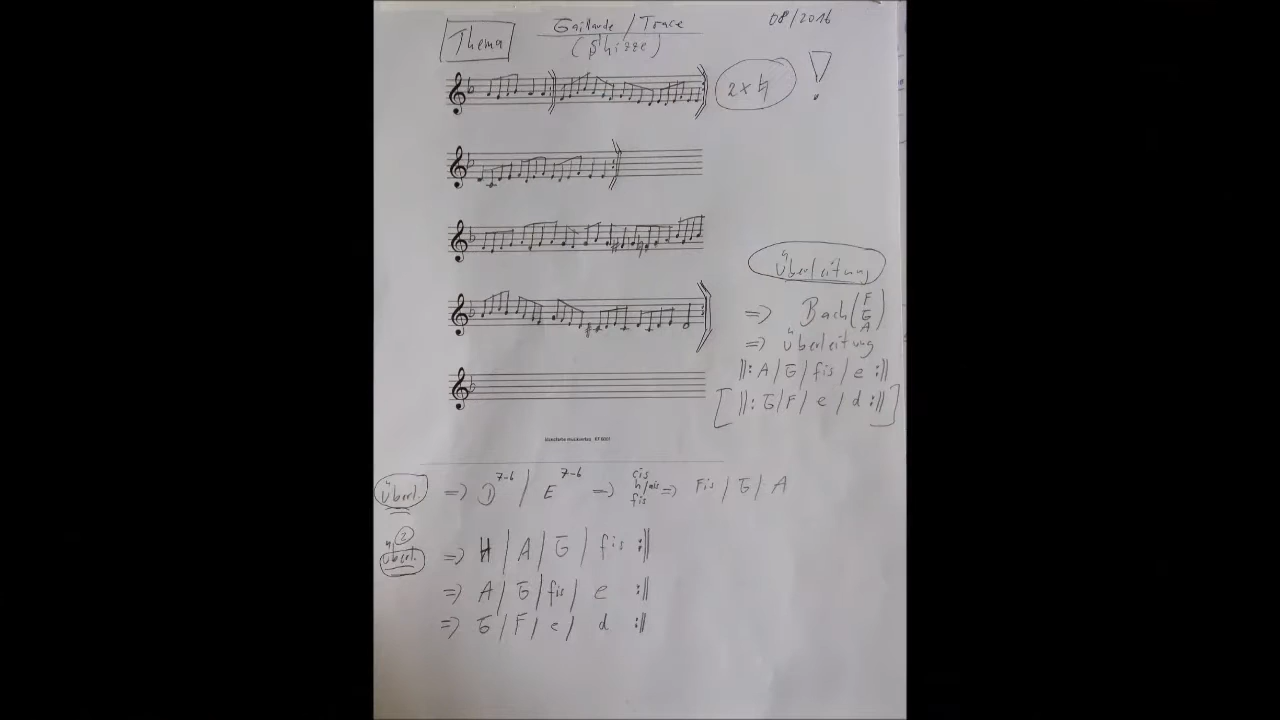 Thema
Gaillarde / Trace
(Skizze)
08/2016
2 x ♮ !
Überleitung
=> Bach (F G A)
=> Überleitung
||: A | G | fis | e :||
[ ||: G | F | e | d :|| ]
Überl. => D 7-6 / E 7-6 => cis h/ais fis => Fis | G | A
② Überl. => H | A | G | fis :||
=> A | G | fis | e :||
=> G | F | e | d :||